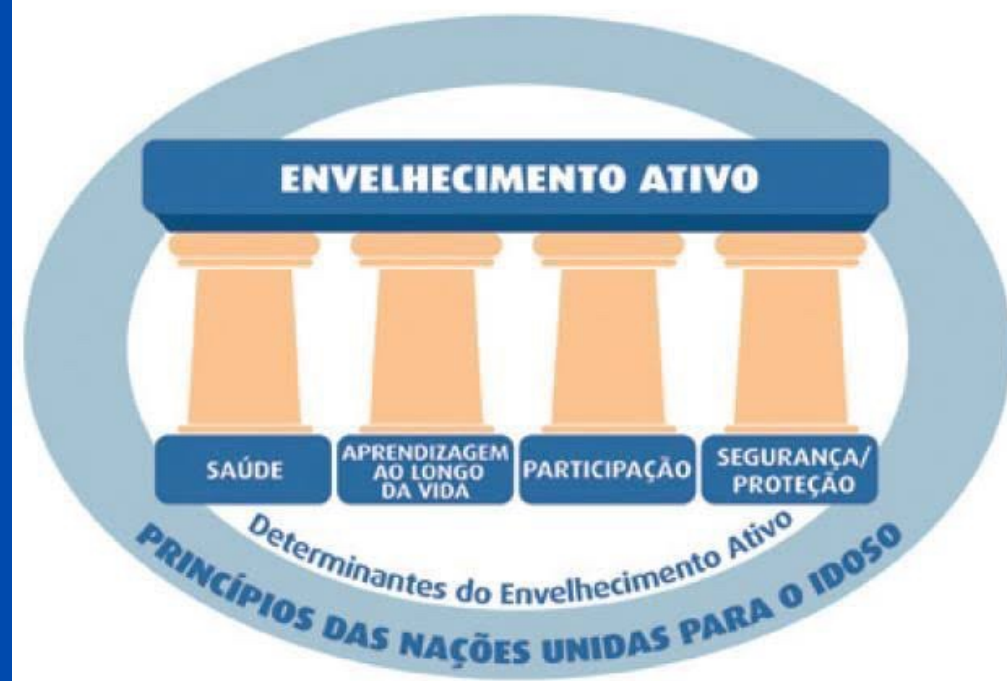 ENVELHECIMENTO ATIVO
SAÚDE
APRENDIZAGEM
AO LONGO
DA VIDA
PARTICIPAÇÃO
SEGURANÇA/
PROTEÇÃO
Determinantes do Envelhecimento Ativo
PRINCÍPIOS DAS NAÇÕES UNIDAS PARA O IDOSO